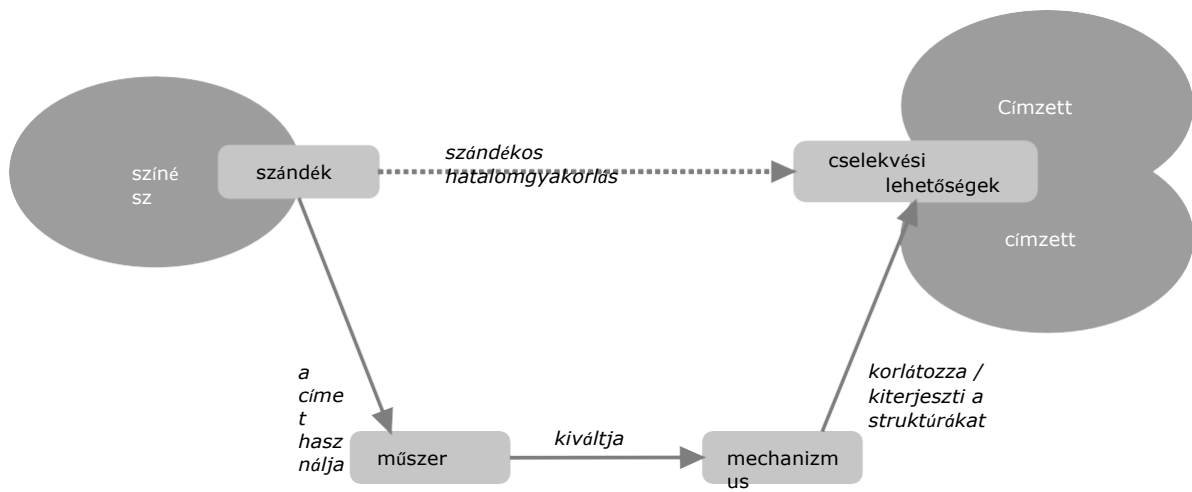 színé
sz
szándék
szándékos
hatalomgyakorlás
cselekvési
lehetőségek
Címzett
címzett
a
címe
t
hasz
nálja
műszer
kiváltja
mechanizm
us
korlátozza /
kiterjeszti a
struktúrákat